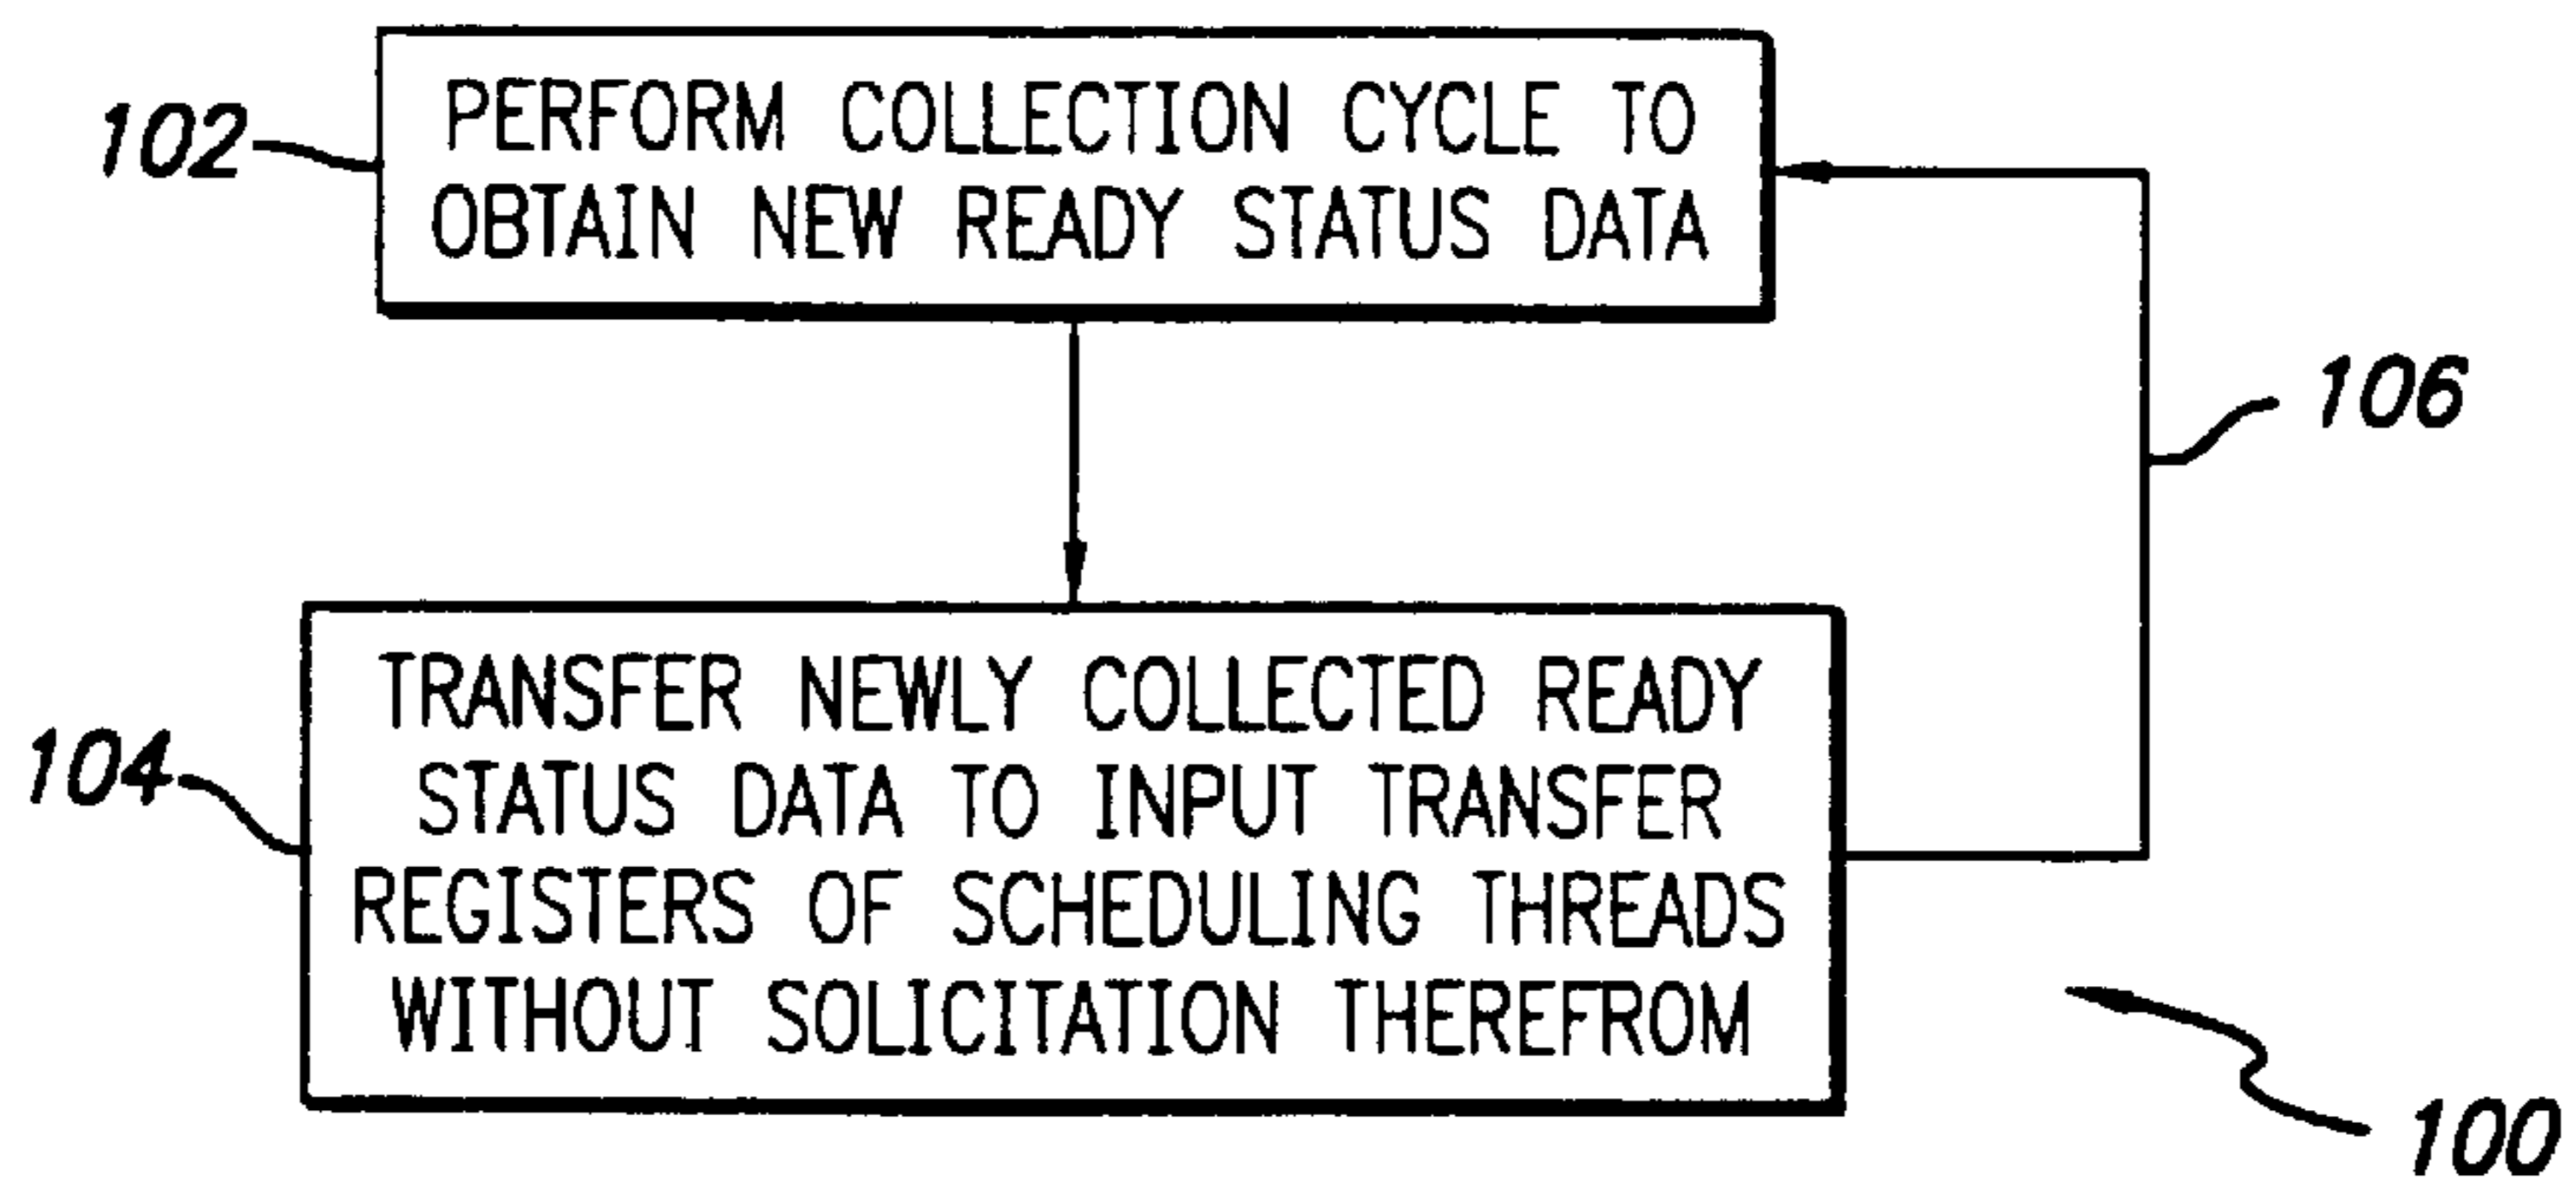 PERFORM COLLECTION CYCLE TO
OBTAIN NEW READY STATUS DATA
102
106
TRANSFER NEWLY COLLECTED READY
STATUS DATA TO INPUT TRANSFER
REGISTERS OF SCHEDULING THREADS
WITHOUT SOLICITATION THEREFROM
104
100